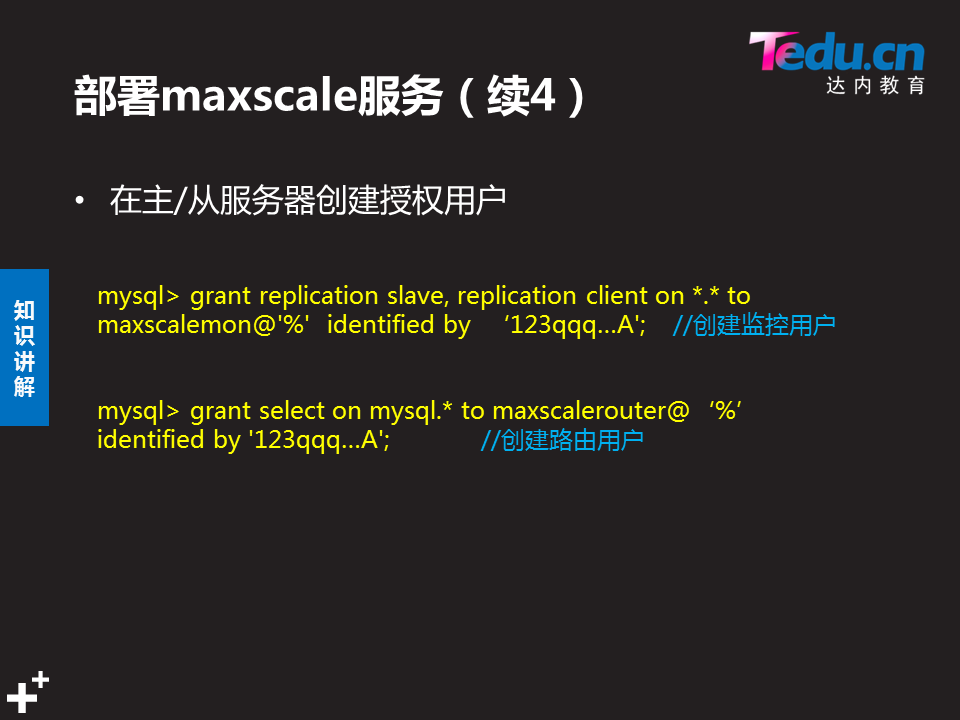 Tedu.cn
达内教育
部署maxscale服务（续4）
• 在主/从服务器创建授权用户
知
识
讲
解
mysql> grant replication slave, replication client on *.* to
maxscalemon@'%' identified by ‘123qqq…A'; //创建监控用户
mysql> grant select on mysql.* to maxscalerouter@‘%’
identified by '123qqq…A'; //创建路由用户